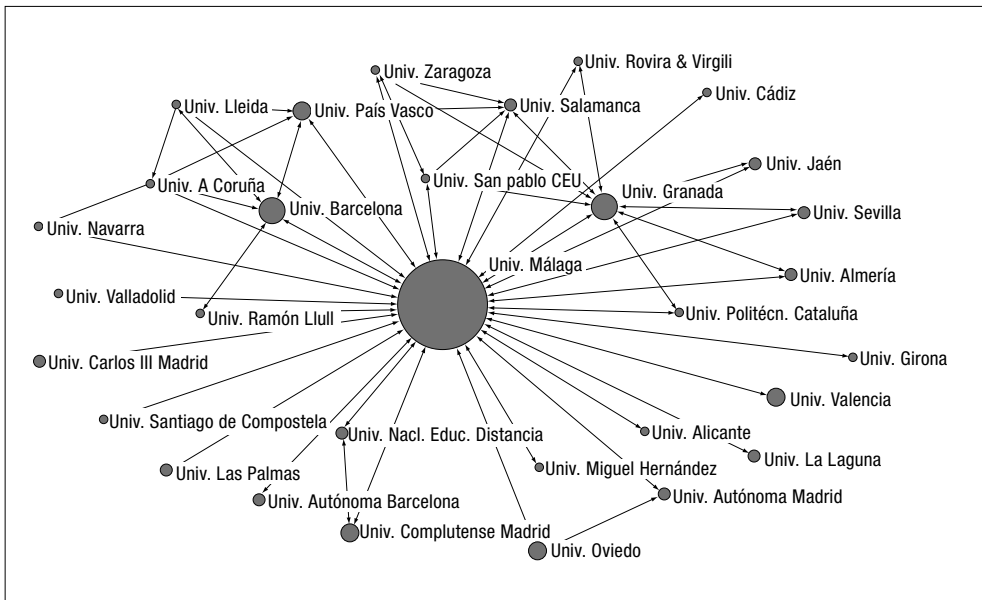 Univ. Rovira & Virgili
Univ. Zaragoza
Univ. Cádiz
Univ. Lleida
Univ. País Vasco
Univ. Salamanca
Univ. Jaén
Univ. A Coruña
Univ. San pablo CEU
Univ. Granada
Univ. Barcelona
Univ. Sevilla
Univ. Navarra
Univ. Málaga
Univ. Almería
Univ. Valladolid
Univ. Ramón Llull
Univ. Politécn. Cataluña
Univ. Carlos III Madrid
Univ. Girona
Univ. Valencia
Univ. Santiago de Compostela
Univ. Nacl. Educ. Distancia
Univ. Alicante
Univ. La Laguna
Univ. Las Palmas
Univ. Miguel Hernández
Univ. Autónoma Barcelona
Univ. Autónoma Madrid
Univ. Complutense Madrid
Univ. Oviedo